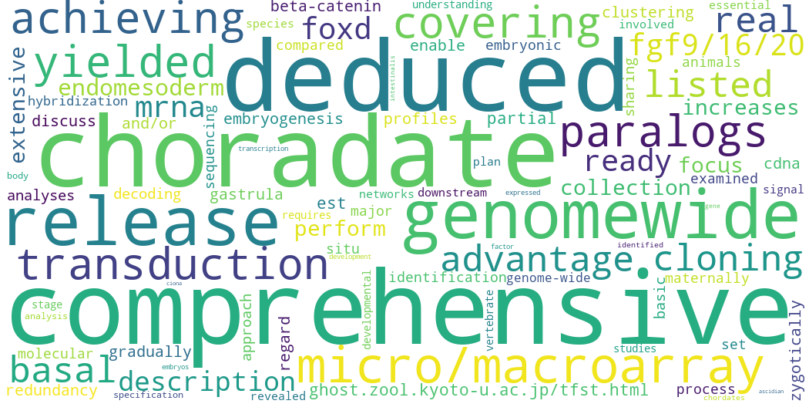 achieving
beta-catenin
understanding
species
foxd
covering
clustering
essential
involved
real
compared
enable
embryonic
fgf9/16/20
yielded
deduced
intestinalis
sharing
animals
extensive
endomesoderm
listed
hybridization
mrna
sequencing
embryogenesis
profiles
partial
increases
discuss
and/or
choradate
paralogs
transcription
plan
ready
focus
cdna
body
examined
analyses
decoding
gastrula
est
networks
downstream
expressed
collection
signal
release
requires
major
perform
genomewide
gene
situ
factor
identified
transduction
development
advantage
cloning
comprehensive
ciona
developmental
identification
genome-wide
vertebrate
basic
maternally
stage
analysis
approach
regard
studies
set
zygotically
molecular
gradually
basal
embryos
micro/macroarray
description
redundancy
specification
revealed
ghost.zool.kyoto-u.ac.jp/tfst.html
process
ascidian
chordates